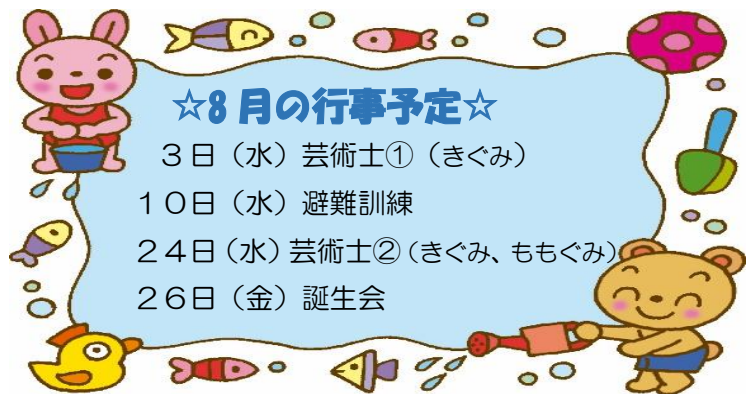 ☆8月の行事予定☆
３日（水）芸術士①（きぐみ）
１０日（水）避難訓練
２４日（水）芸術士②（きぐみ、ももぐみ）
２６日（金）誕生会